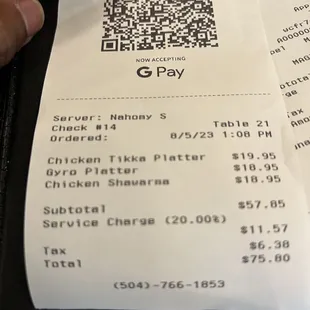 NOW ACCEPTING
G Pay
Server: Nahomy S
Check #14 Table 21
Ordered: 8/5/23 1:08 PM
Chicken Tikka Platter $19.95
Gyro Platter $18.95
Chicken Shawarma $18.95
Subtotal $57.85
Service Charge (20.00%)
$11.57
Tax $6.38
Total $75.80
(504)-766-1853